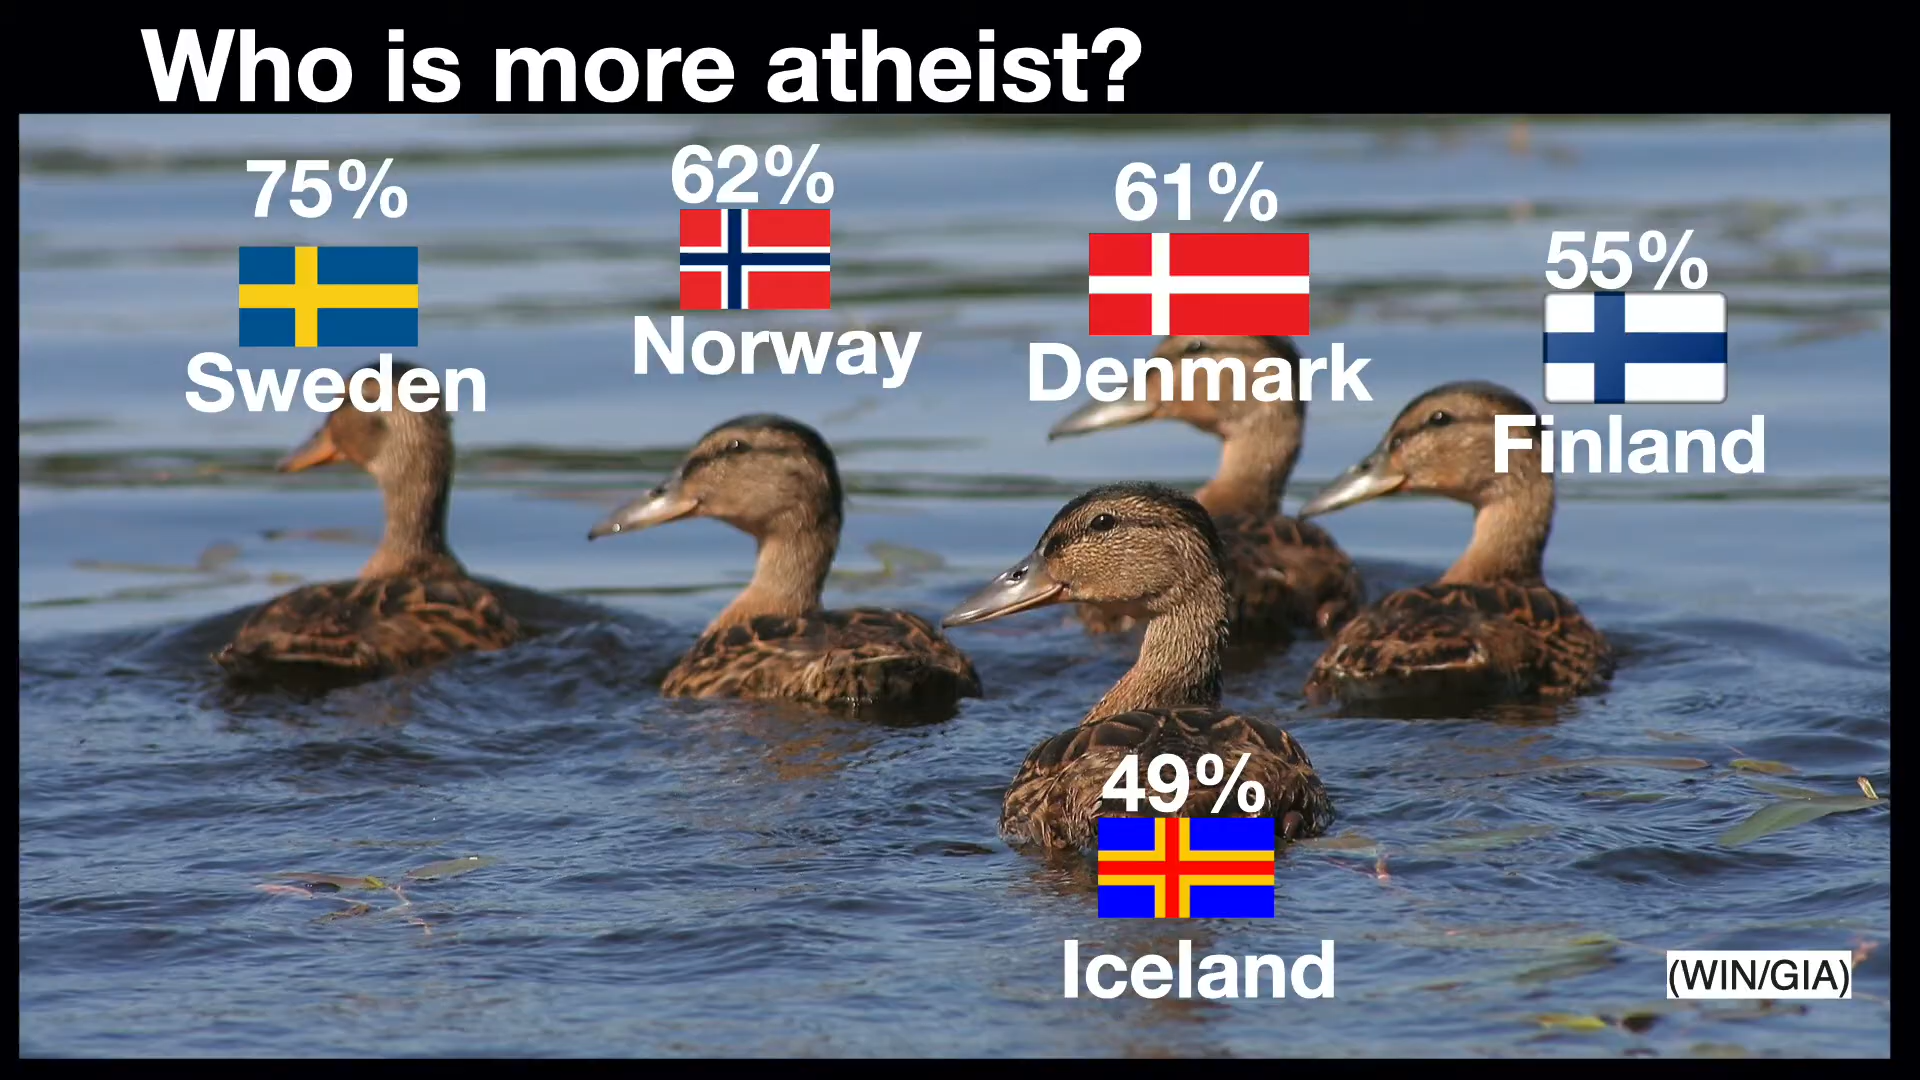 Who is more atheist?
75%
Sweden
62%
Norway
61%
Denmark
55%
Finland
49%
Iceland
(WIN/GIA)